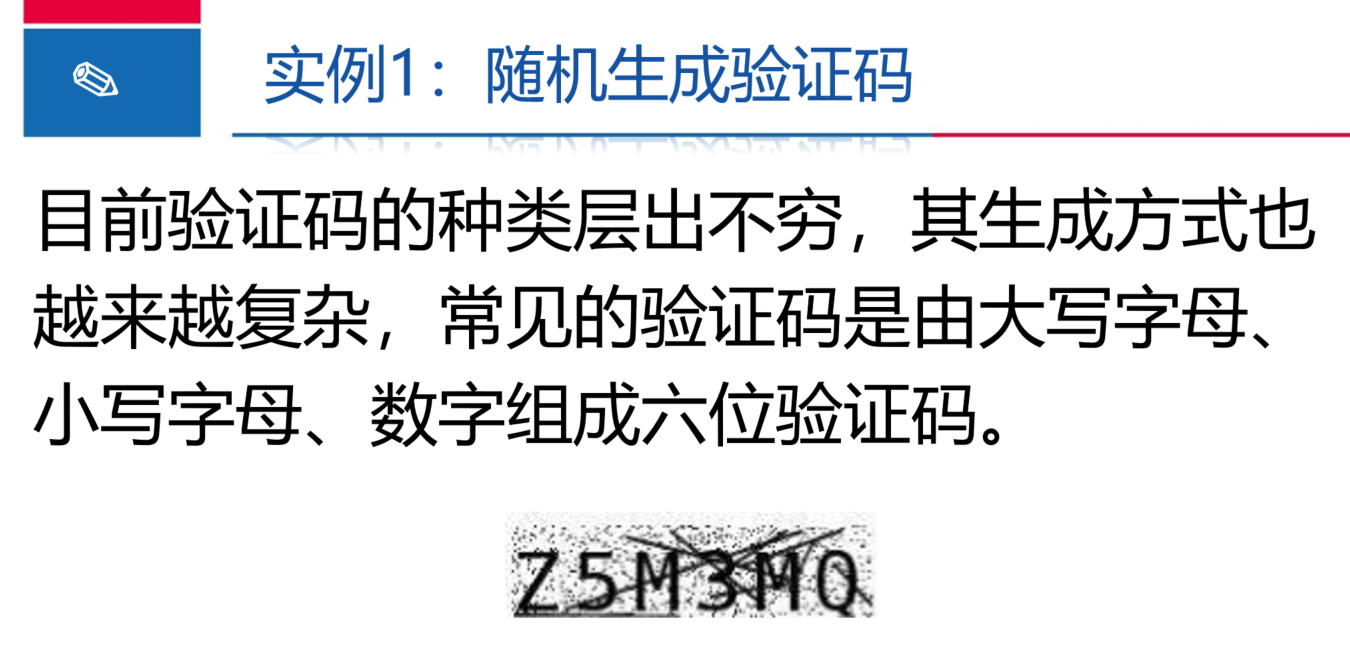 实例1：随机生成验证码
目前验证码的种类层出不穷，其生成方式也
越来越复杂，常见的验证码是由大写字母、
小写字母、数字组成六位验证码。
Z5M3MQ